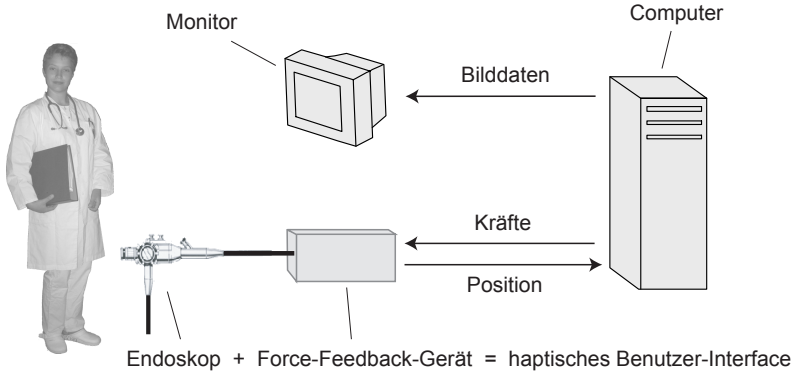 Monitor
Computer
Bilddaten
Kräfte
Position
Endoskop + Force-Feedback-Gerät = haptisches Benutzer-Interface